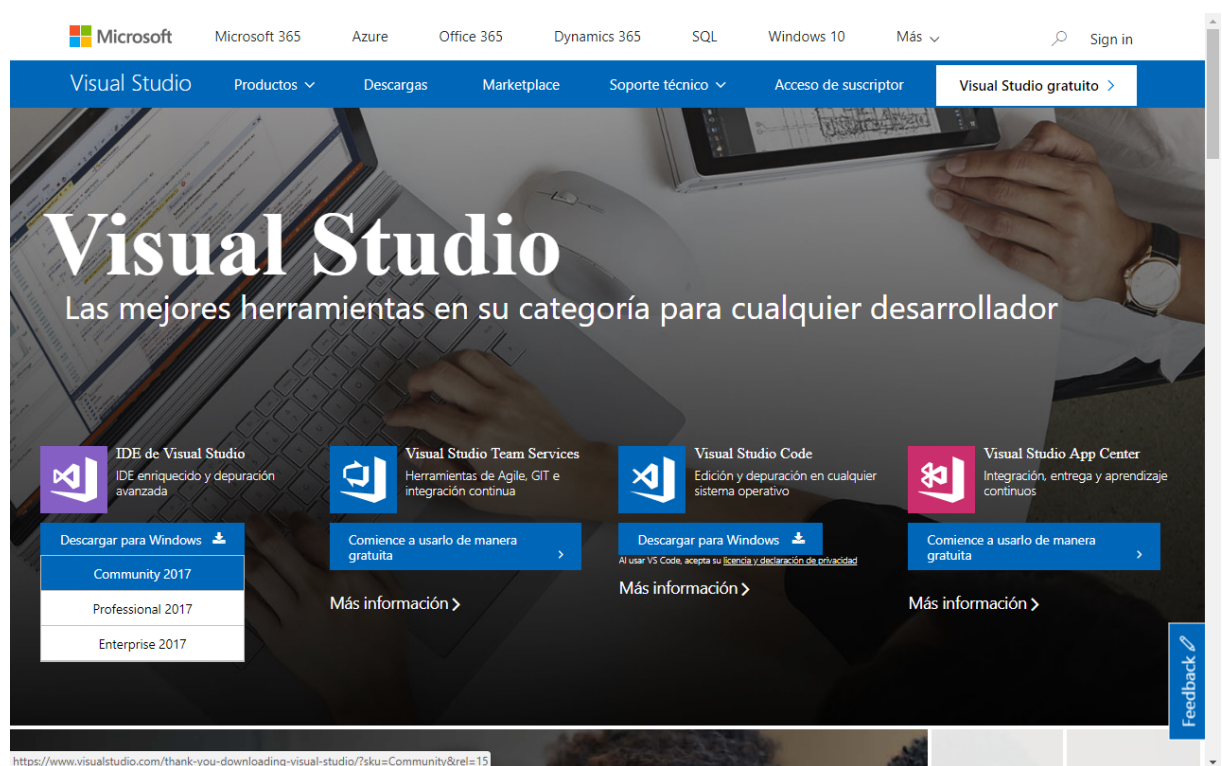 Microsoft Microsoft 365 Azure Office 365 Dynamics 365 SQL Windows 10 Más Sign in
Visual Studio Productos Descargas Marketplace Soporte técnico Acceso de suscriptor Visual Studio gratuito
Visual Studio
Las mejores herramientas en su categoría para cualquier desarrollador
IDE de Visual Studio
IDE enriquecido y depuración
avanzada
Descargar para Windows
Community 2017
Professional 2017
Enterprise 2017
Visual Studio Team Services
Herramientas de Agile, GIT e
integración continua
Comience a usarlo de manera
gratuita
Más información
Visual Studio Code
Edición y depuración en cualquier
sistema operativo
Descargar para Windows
Al usar VS Code, acepta su licencia y declaración de privacidad
Más información
Visual Studio App Center
Integración, entrega y aprendizaje
continuos
Comience a usarlo de manera
gratuita
Más información
Feedback
https://www.visualstudio.com/thank-you-downloading-visual-studio/?sku=Community&rel=15